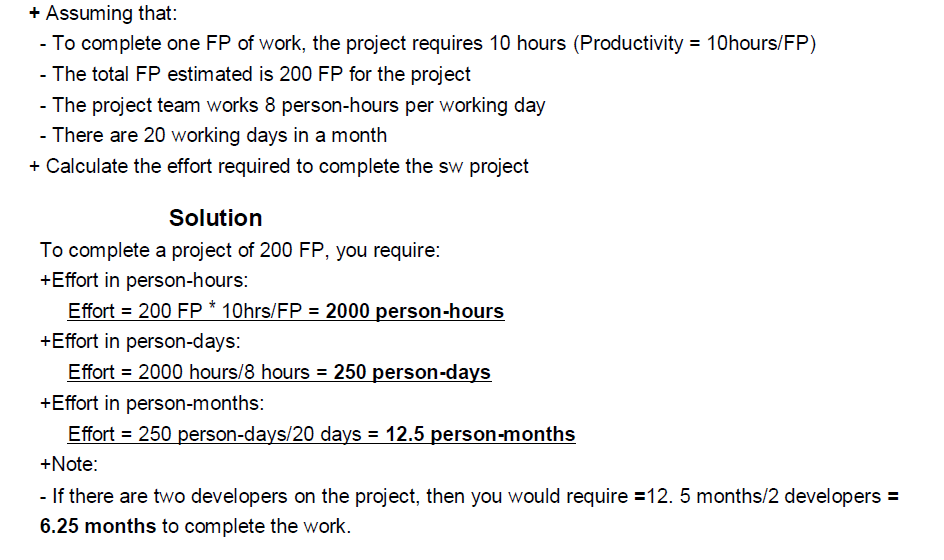 + Assuming that:
- To complete one FP of work, the project requires 10 hours (Productivity = 10hours/FP)
- The total FP estimated is 200 FP for the project
- The project team works 8 person-hours per working day
- There are 20 working days in a month
+ Calculate the effort required to complete the sw project
Solution
To complete a project of 200 FP, you require:
+Effort in person-hours:
Effort = 200 FP * 10hrs/FP = 2000 person-hours
+Effort in person-days:
Effort = 2000 hours/8 hours = 250 person-days
+Effort in person-months:
Effort = 250 person-days/20 days = 12.5 person-months
+Note:
- If there are two developers on the project, then you would require =12. 5 months/2 developers =
6.25 months to complete the work.